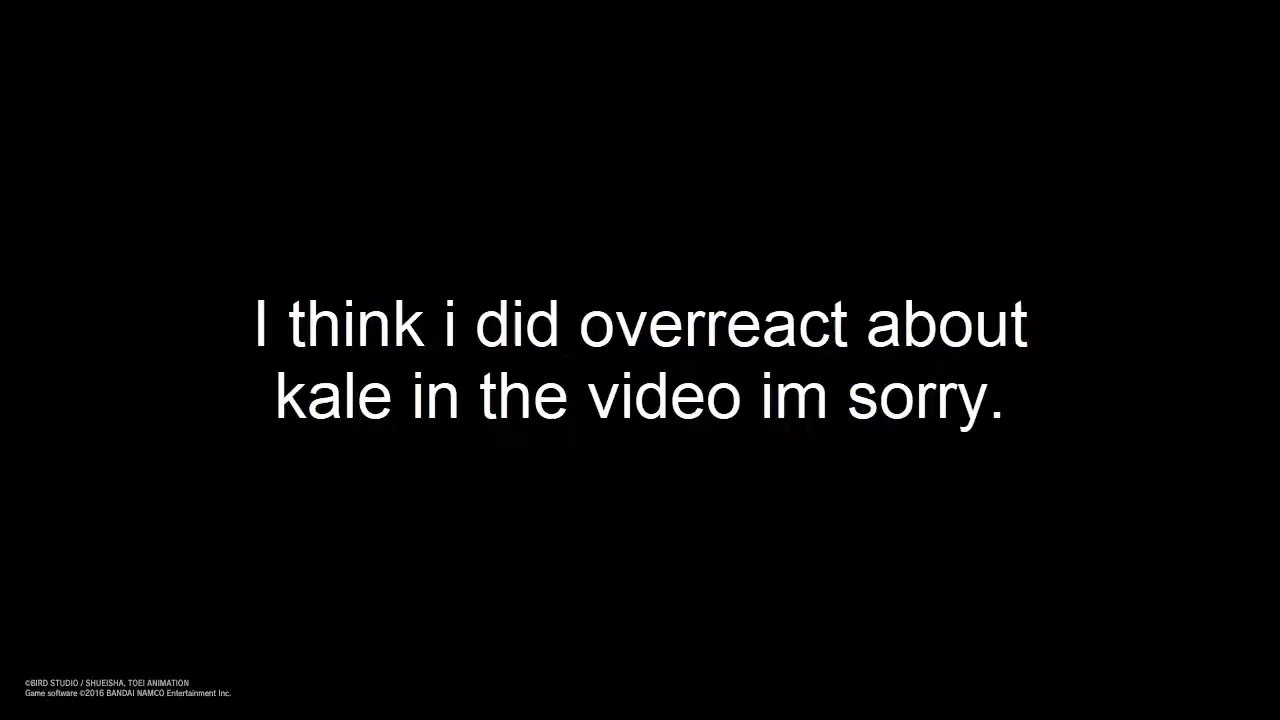 I think i did overreact about
kale in the video im sorry.
©BIRD STUDIO / SHUEISHA, TOEI ANIMATION
Game software ©2016 BANDAI NAMCO Entertainment Inc.